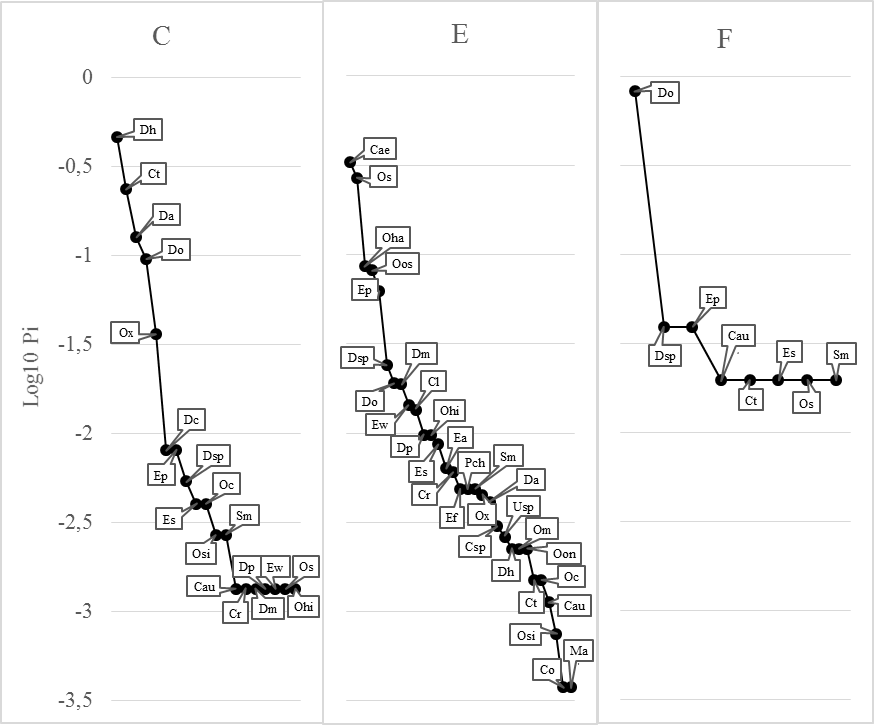 C
E
F
Log10 Pi
0
-0,5
-1
-1,5
-2
-2,5
-3
-3,5
Dh
Ct
Da
Do
Ox
Dc
Ep
Dsp
Oc
Es
Sm
Osi
Dp
Ew
Os
Cau
Cr
Dm
Ohi
Cae
Os
Oha
Oos
Ep
Dsp
Dm
Do
Cl
Ew
Ohi
Dp
Ea
Es
Pch
Sm
Cr
Da
Ef
Ox
Usp
Csp
Om
Oon
Dh
Oc
Ct
Cau
Osi
Ma
Co
Do
Ep
Dsp
Cau
Es
Sm
Ct
Os